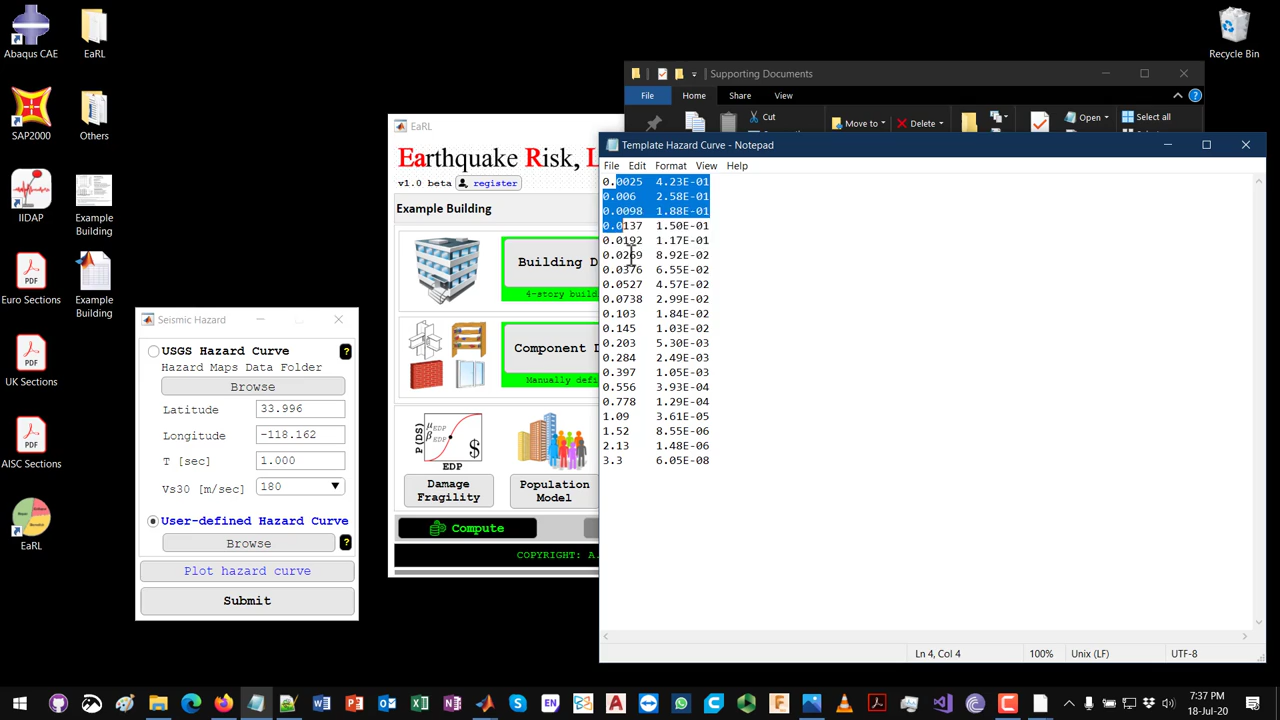 Abaqus CAE
EaRL
SAP2000
Others
IIDAP
Example
Building
Euro Sections
Example
Building
UK Sections
AISC Sections
EaRL
Recycle Bin
Seismic Hazard
USGS Hazard Curve
?
Hazard Maps Data Folder
Browse
Latitude
33.996
Longitude
-118.162
T [sec]
1.000
Vs30 [m/sec]
180
User-defined Hazard Curve
Browse
?
Plot hazard curve
Submit
EaRL
Earthquake Risk, L
v1.0 beta
register
Example Building
Building D
4-story build
Component D
Manually defi
P(DS)
μEDP
βEDP
$
EDP
Damage
Fragility
Population
Model
Compute
COPYRIGHT: A.
Supporting Documents
File
Home
Share
View
Cut
Move to
Delete
Open
Select all
Template Hazard Curve - Notepad
File Edit Format View Help
0.0025 4.23E-01
0.006 2.58E-01
0.0098 1.88E-01
0.0137 1.50E-01
0.0192 1.17E-01
0.0269 8.92E-02
0.0376 6.55E-02
0.0527 4.57E-02
0.0738 2.99E-02
0.103 1.84E-02
0.145 1.03E-02
0.203 5.30E-03
0.284 2.49E-03
0.397 1.05E-03
0.556 3.93E-04
0.778 1.29E-04
1.09 3.61E-05
1.52 8.55E-06
2.13 1.48E-06
3.3 6.05E-08
Ln 4, Col 4
100%
Unix (LF)
UTF-8
7:37 PM
18-Jul-20